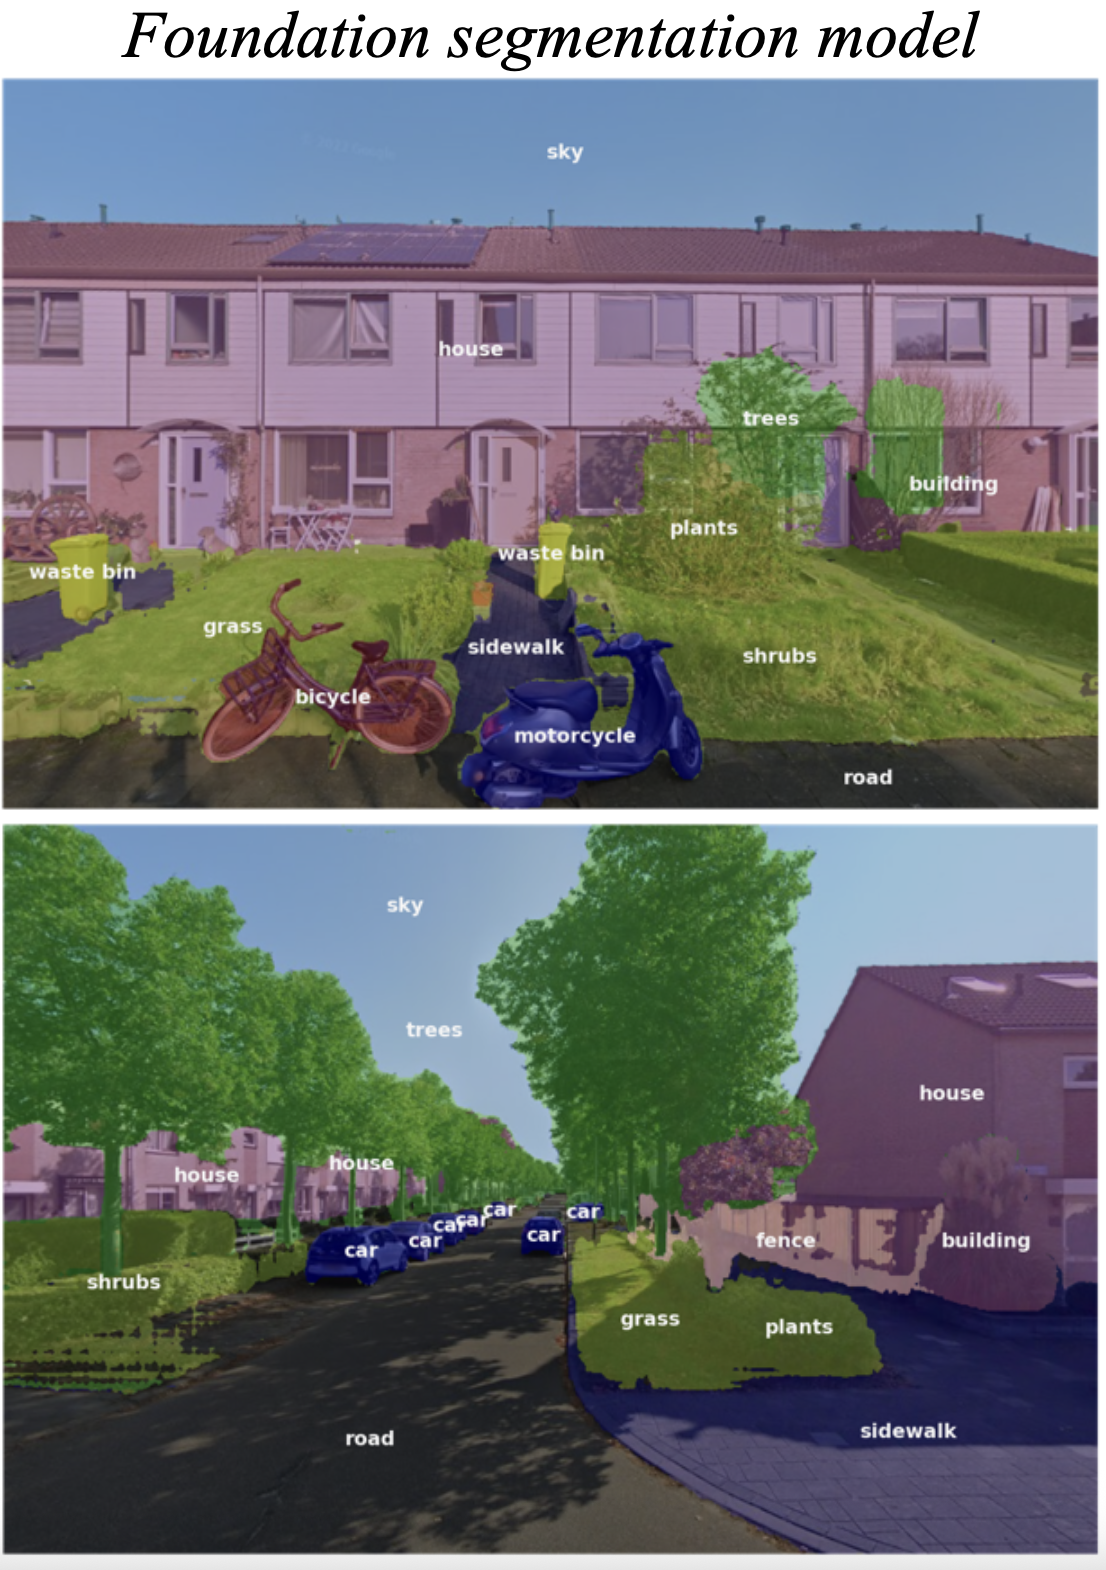 Foundation segmentation model
sky
house
trees
building
plants
waste bin
waste bin
grass
sidewalk
shrubs
bicycle
motorcycle
road
sky
trees
house
house
house
car
car
car
car
car
car
car
fence
building
shrubs
grass
plants
sidewalk
road